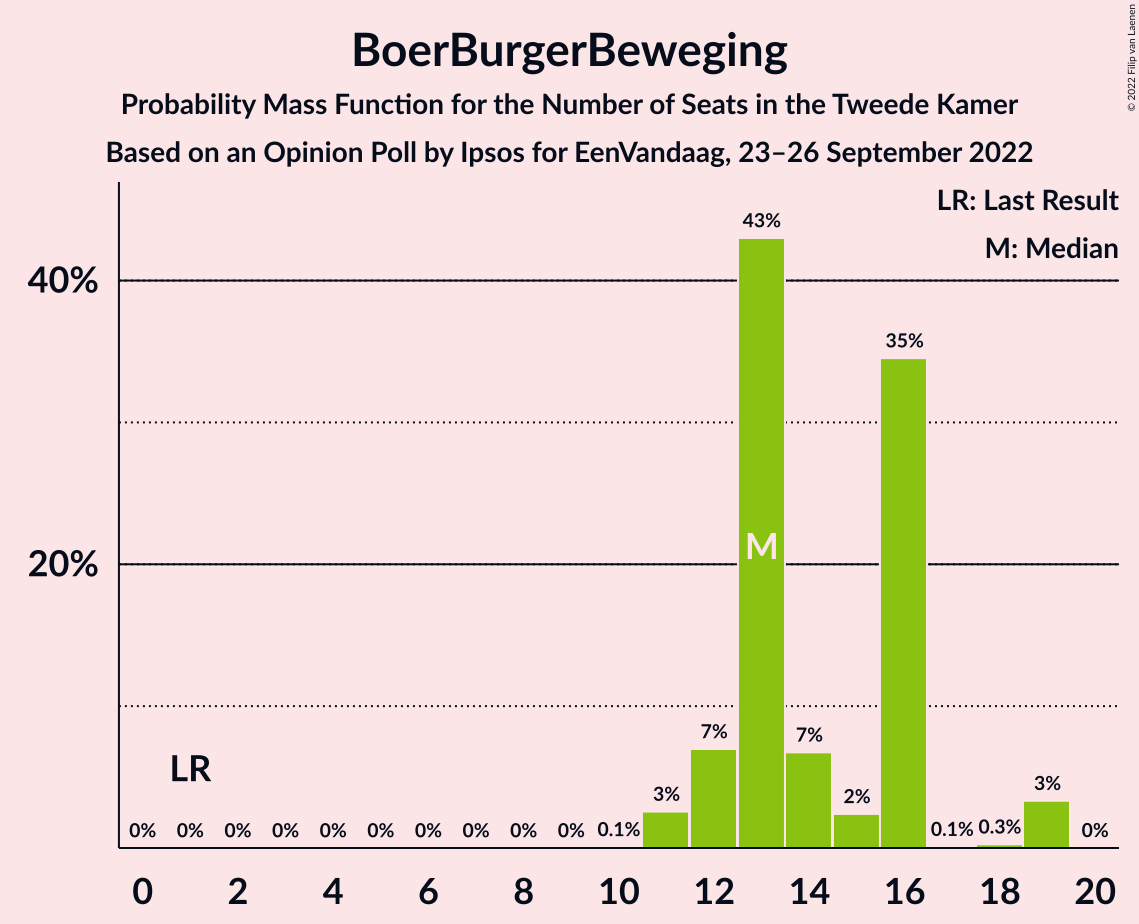 BoerBurgerBeweging
Probability Mass Function for the Number of Seats in the Tweede Kamer
Based on an Opinion Poll by Ipsos for EenVandaag, 23–26 September 2022
© 2022 Filip van Laenen
LR: Last Result
M: Median
40%
20%
43%
35%
M
LR
7%
7%
3%
2%
3%
0% 0% 0% 0% 0% 0% 0% 0% 0% 0% 0.1% 0.1% 0.3% 0%
0 2 4 6 8 10 12 14 16 18 20